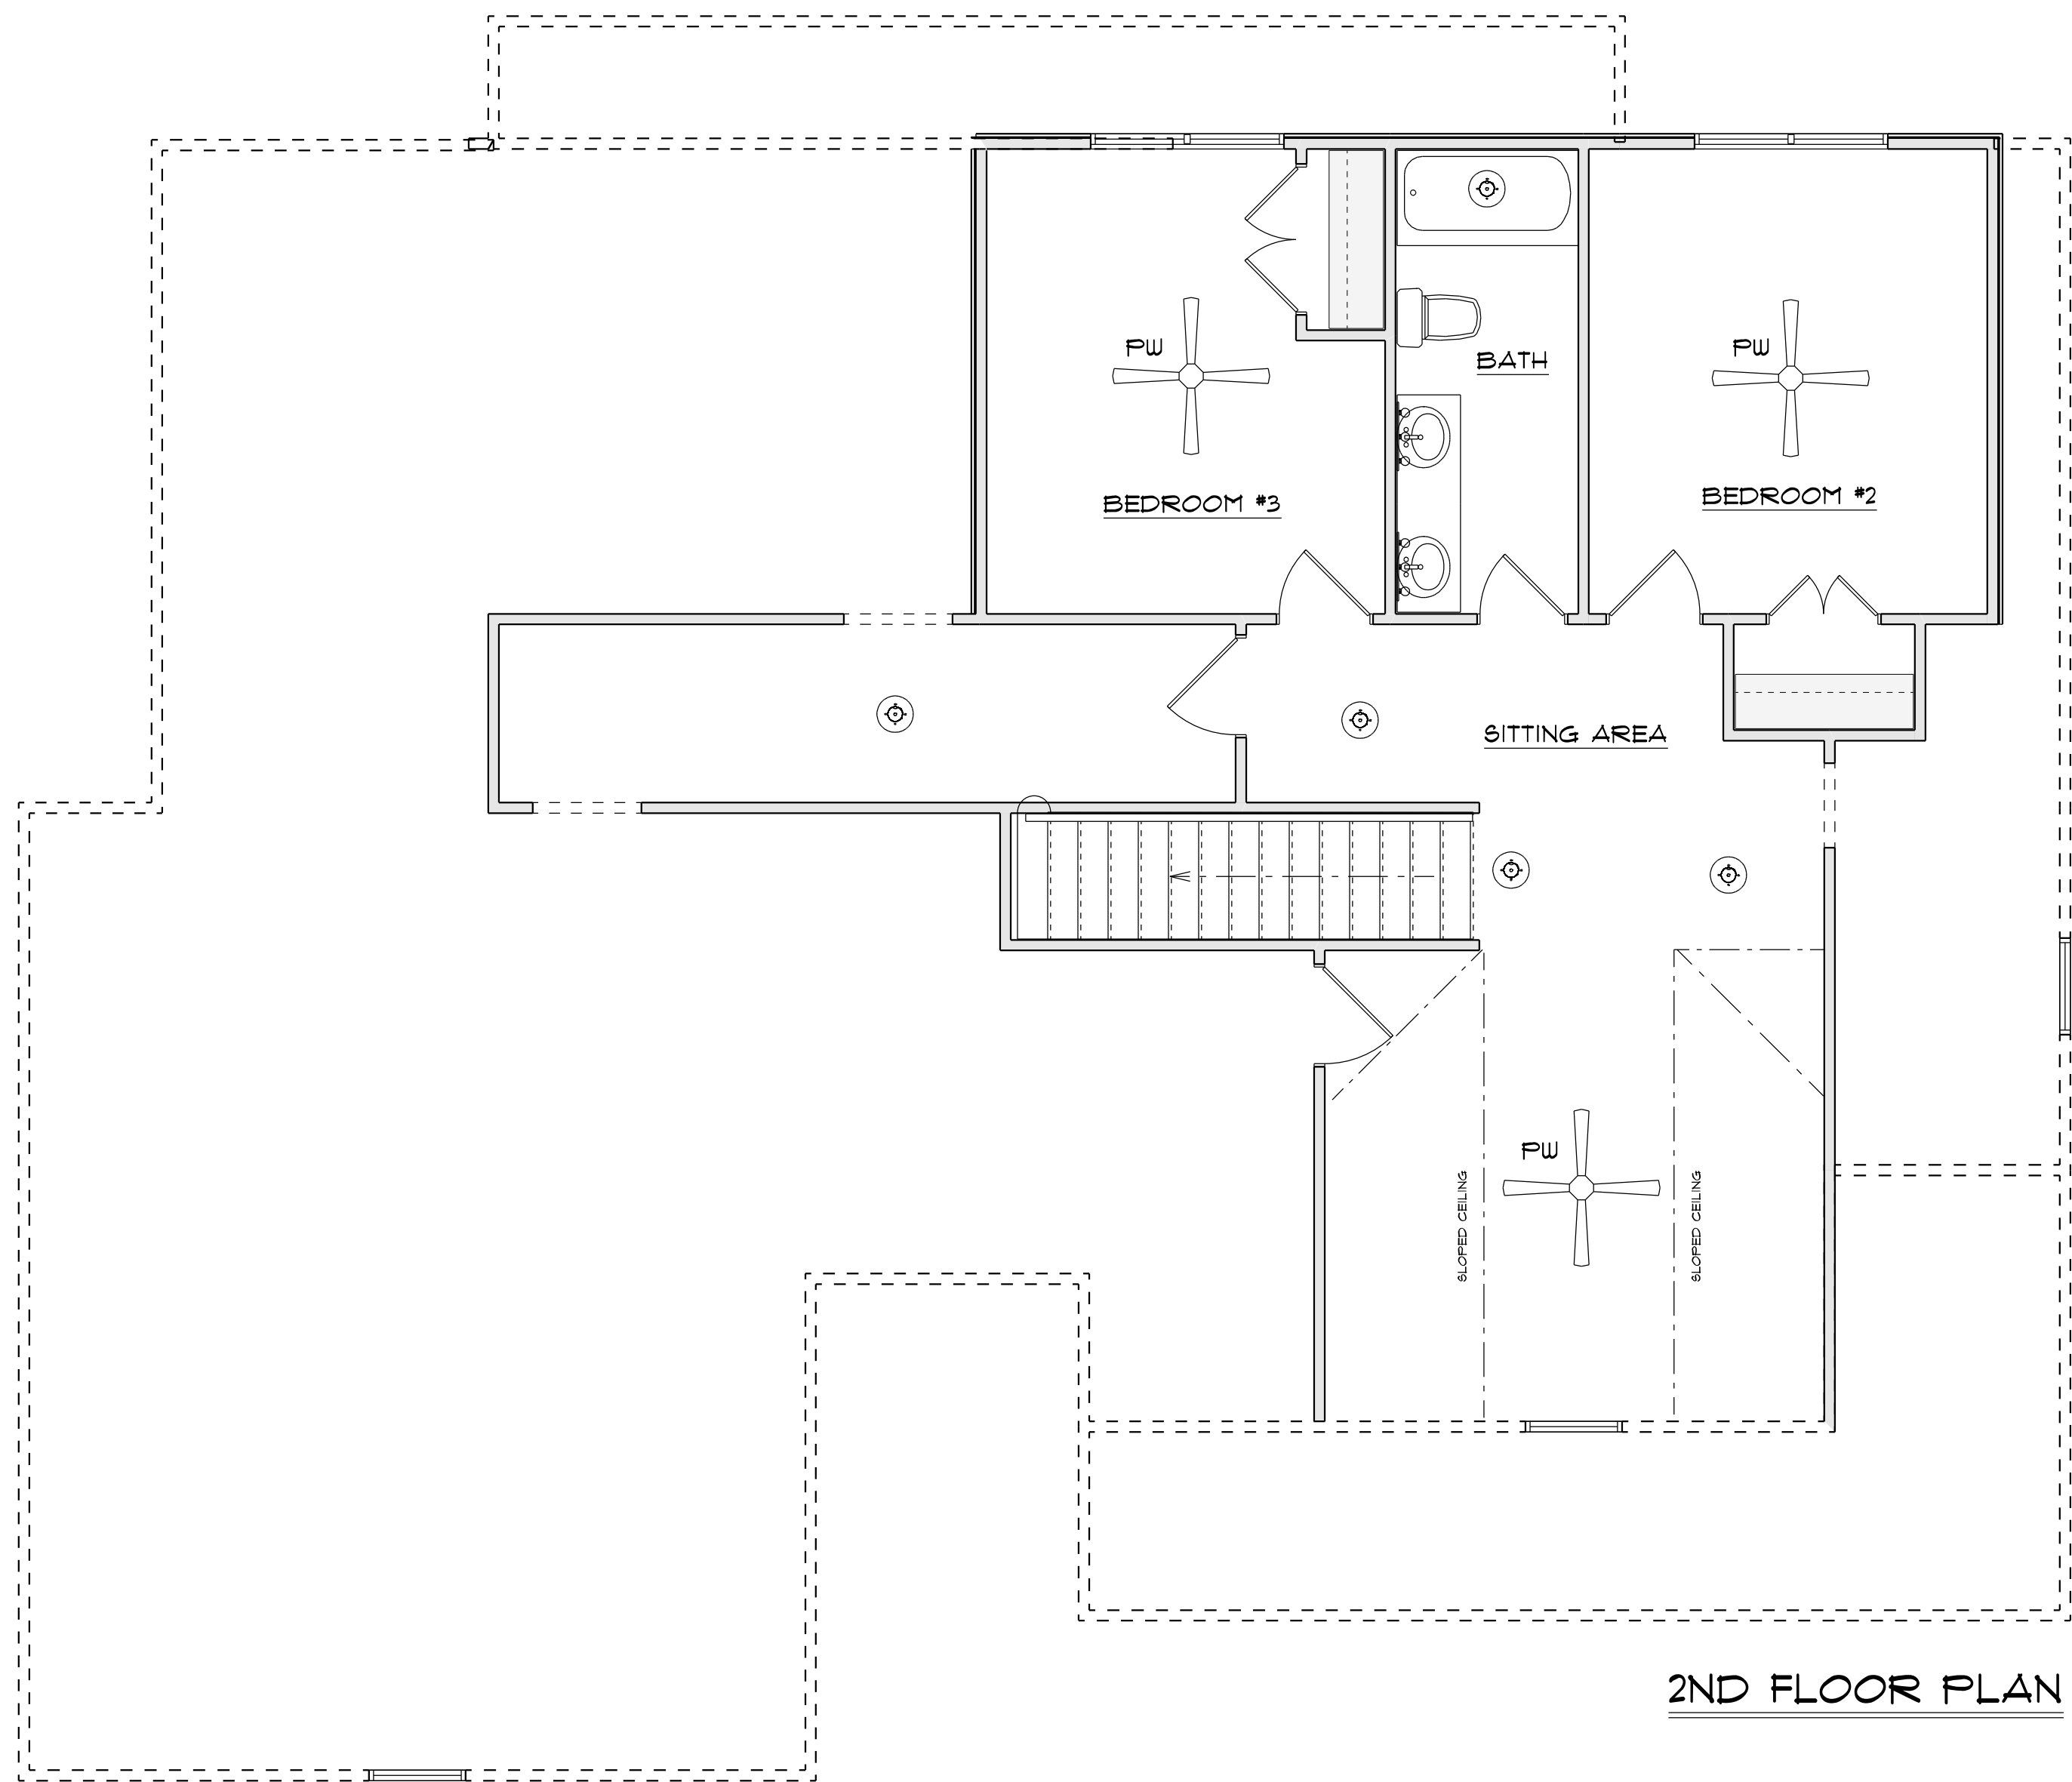 PW
PW
BATH
BEDROOM #3
BEDROOM #2
SITTING AREA
PW
SLOPED CEILING
SLOPED CEILING
2ND FLOOR PLAN